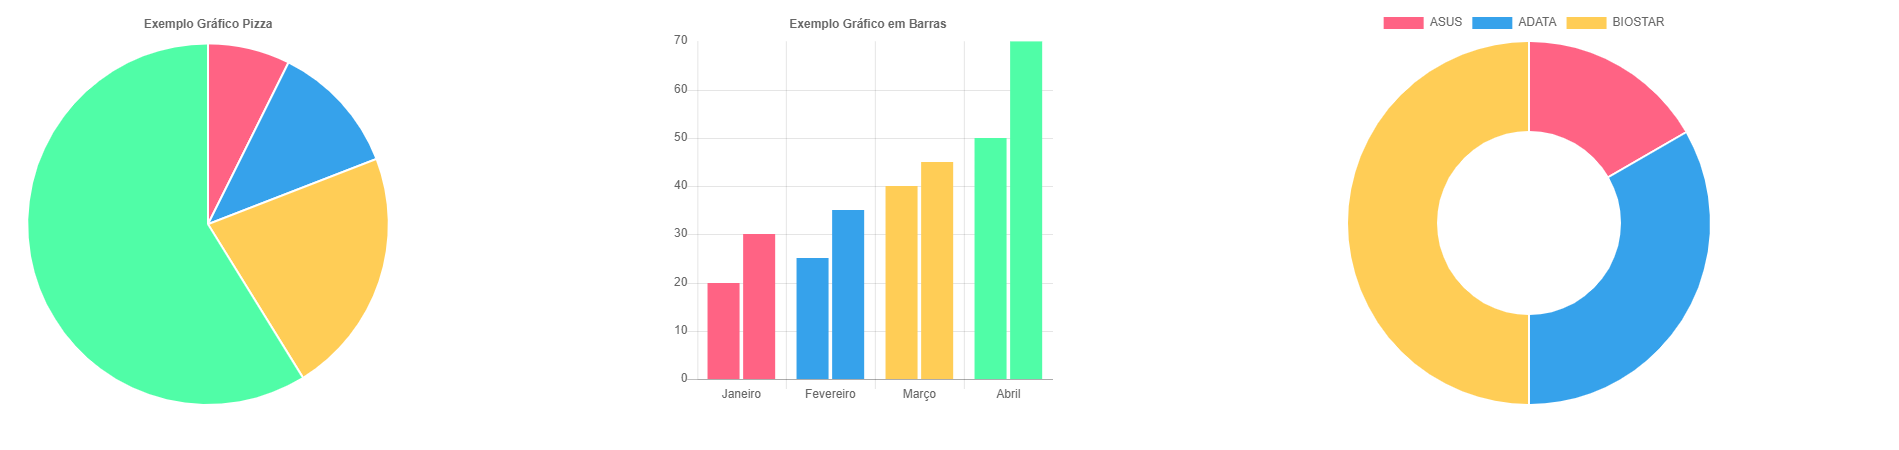 Exemplo Gráfico Pizza
Exemplo Gráfico em Barras
70
60
50
40
30
20
10
0
Janeiro Fevereiro Março Abril
ASUS ADATA BIOSTAR